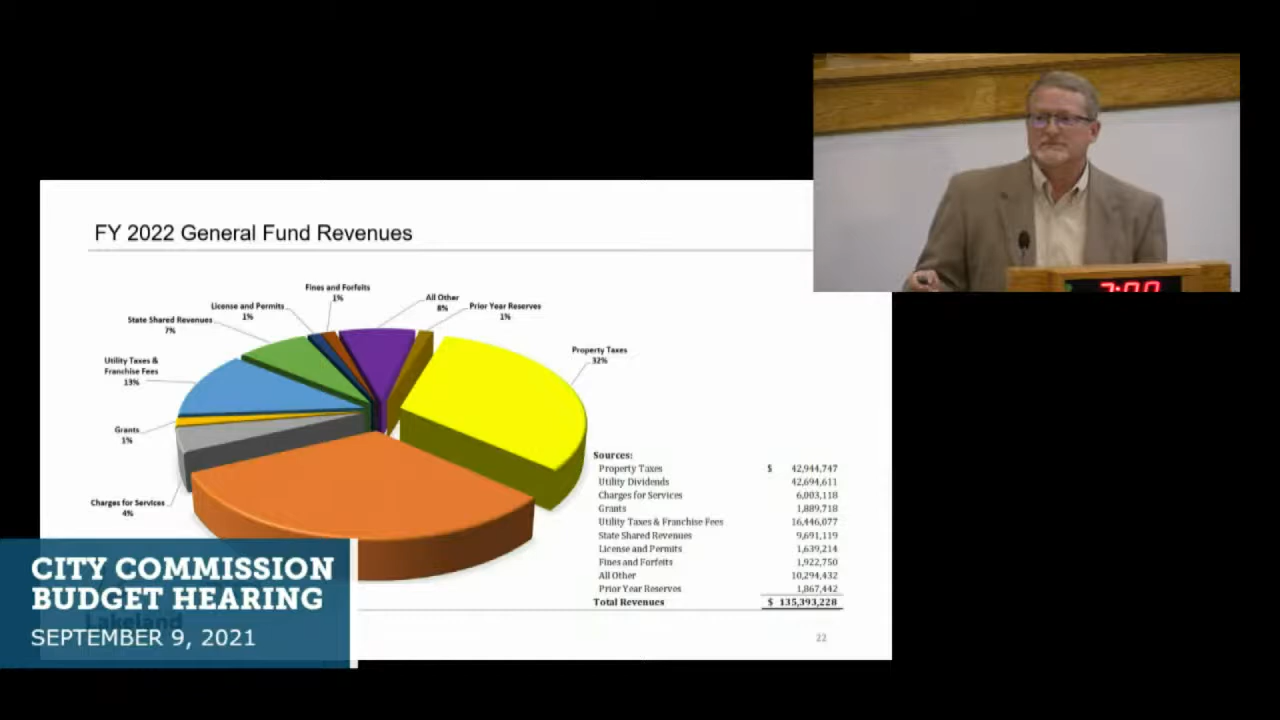 FY 2022 General Fund Revenues
Fines and Forfeits
1%
All Other
8%
Prior Year Reserves
1%
License and Permits
1%
State Shared Revenues
7%
Property Taxes
32%
Utility Taxes &
Franchise Fees
13%
Grants
1%
Charges for Services
4%
Sources:
Property Taxes $ 42,944,747
Utility Dividends 42,694,611
Charges for Services 6,003,118
Grants 1,889,718
Utility Taxes & Franchise Fees 16,446,077
State Shared Revenues 9,691,119
License and Permits 1,639,214
Fines and Forfeits 1,922,750
All Other 10,294,432
Prior Year Reserves 1,867,442
Total Revenues $ 135,393,228
22
CITY COMMISSION
BUDGET HEARING
Lakeland
SEPTEMBER 9, 2021